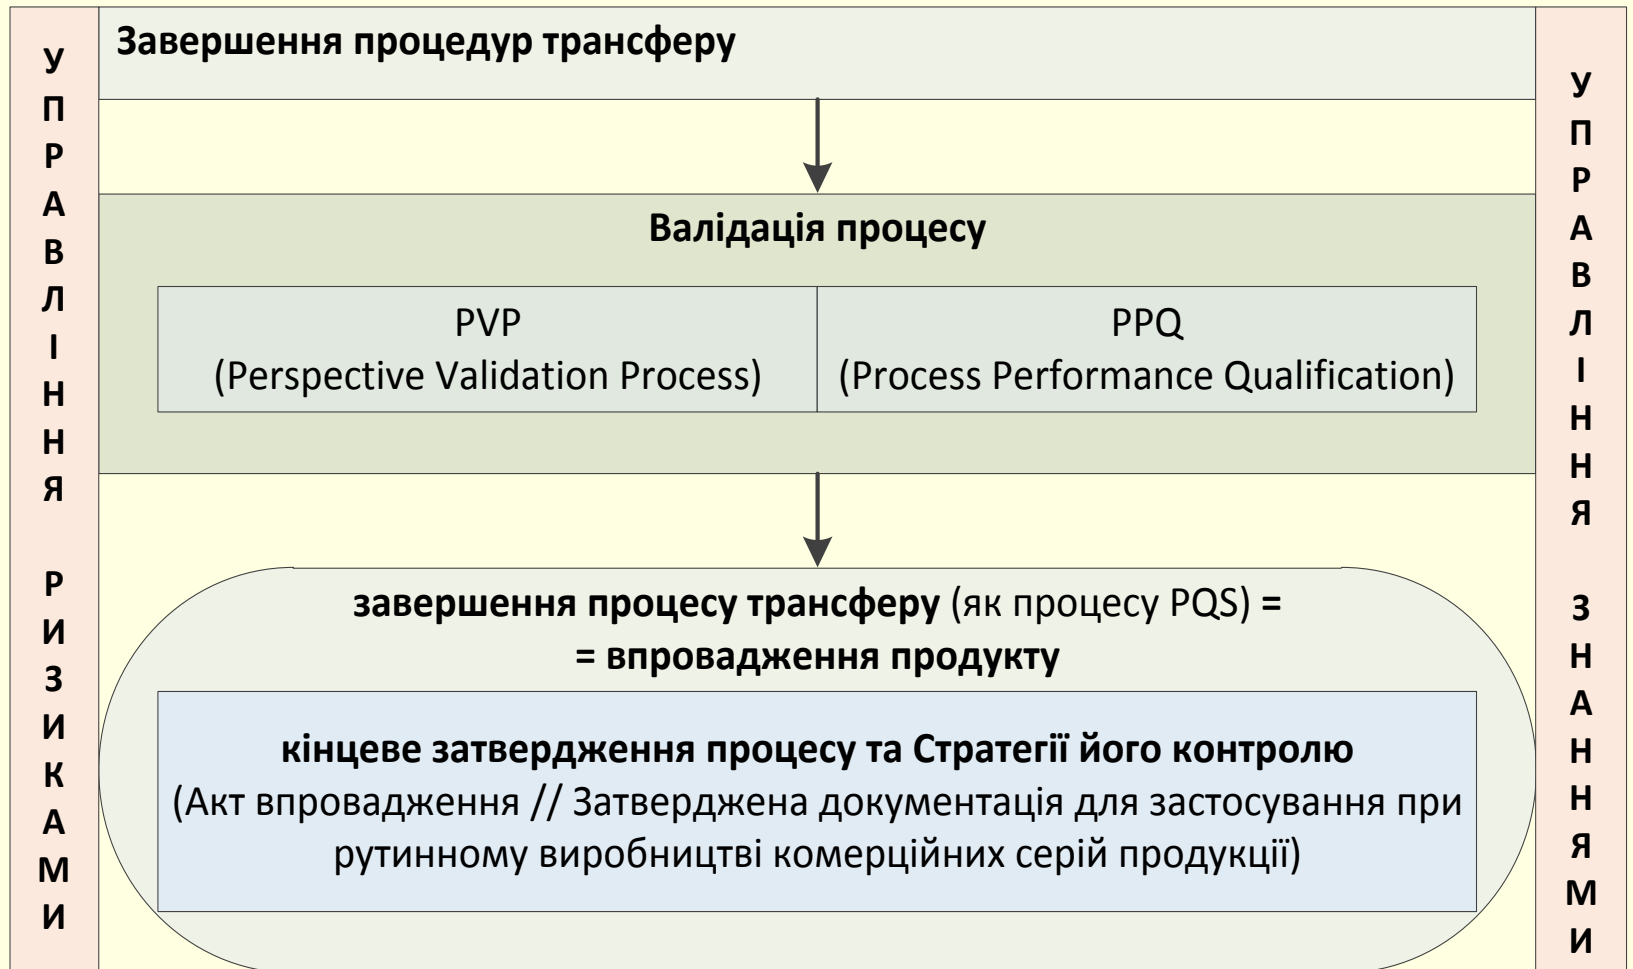 УПРАВЛІННЯ РИЗИКАМИ
Завершення процедур трансферу
Валідація процесу
PVP
(Perspective Validation Process)
PPQ
(Process Performance Qualification)
завершення процесу трансферу (як процесу PQS) =
= впровадження продукту
кінцеве затвердження процесу та Стратегії його контролю
(Акт впровадження // Затверджена документація для застосування при
рутинному виробництві комерційних серій продукції)
УПРАВЛІННЯ ЗНАННЯМИ